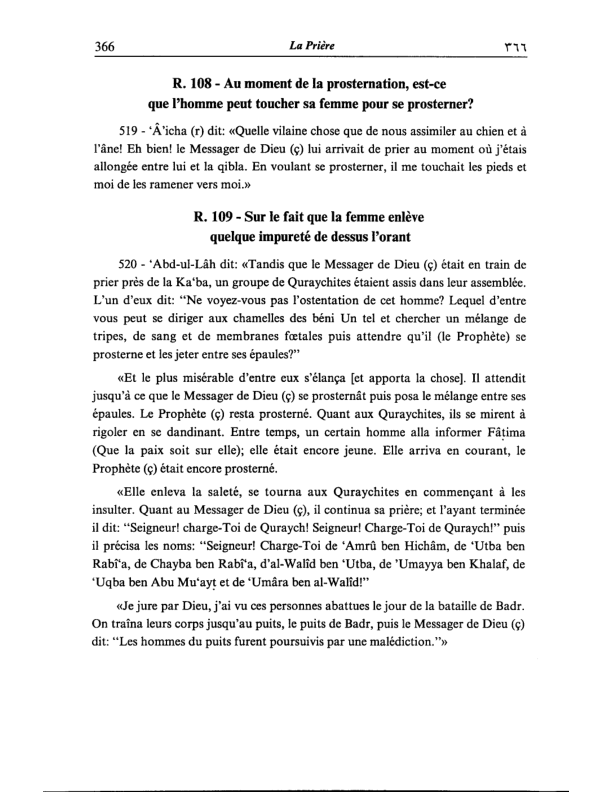 366 La Prière ٣٦٦
R. 108 - Au moment de la prosternation, est-ce
que l'homme peut toucher sa femme pour se prosterner?
519 - ‘Â’icha (r) dit: «Quelle vilaine chose que de nous assimiler au chien et à
l'âne! Eh bien! le Messager de Dieu (ç) lui arrivait de prier au moment où j'étais
allongée entre lui et la qibla. En voulant se prosterner, il me touchait les pieds et
moi de les ramener vers moi.»
R. 109 - Sur le fait que la femme enlève
quelque impureté de dessus l'orant
520 - ‘Abd-ul-Lâh dit: «Tandis que le Messager de Dieu (ç) était en train de
prier près de la Ka‘ba, un groupe de Quraychites étaient assis dans leur assemblée.
L'un d'eux dit: “Ne voyez-vous pas l'ostentation de cet homme? Lequel d'entre
vous peut se diriger aux chamelles des béni Un tel et chercher un mélange de
tripes, de sang et de membranes fœtales puis attendre qu'il (le Prophète) se
prosterne et les jeter entre ses épaules?”
«Et le plus misérable d'entre eux s'élança [et apporta la chose]. Il attendit
jusqu'à ce que le Messager de Dieu (ç) se prosternât puis posa le mélange entre ses
épaules. Le Prophète (ç) resta prosterné. Quant aux Quraychites, ils se mirent à
rigoler en se dandinant. Entre temps, un certain homme alla informer Fâṭima
(Que la paix soit sur elle); elle était encore jeune. Elle arriva en courant, le
Prophète (ç) était encore prosterné.
«Elle enleva la saleté, se tourna aux Quraychites en commençant à les
insulter. Quant au Messager de Dieu (ç), il continua sa prière; et l'ayant terminée
il dit: “Seigneur! charge-Toi de Quraych! Seigneur! Charge-Toi de Quraych!” puis
il précisa les noms: “Seigneur! Charge-Toi de ‘Amrû ben Hichâm, de ‘Utba ben
Rabî‘a, de Chayba ben Rabî‘a, d'al-Walîd ben ‘Utba, de ’Umayya ben Khalaf, de
‘Uqba ben Abu Mu‘ayṭ et de ‘Umâra ben al-Walîd!”
«Je jure par Dieu, j'ai vu ces personnes abattues le jour de la bataille de Badr.
On traîna leurs corps jusqu'au puits, le puits de Badr, puis le Messager de Dieu (ç)
dit: “Les hommes du puits furent poursuivis par une malédiction.”»